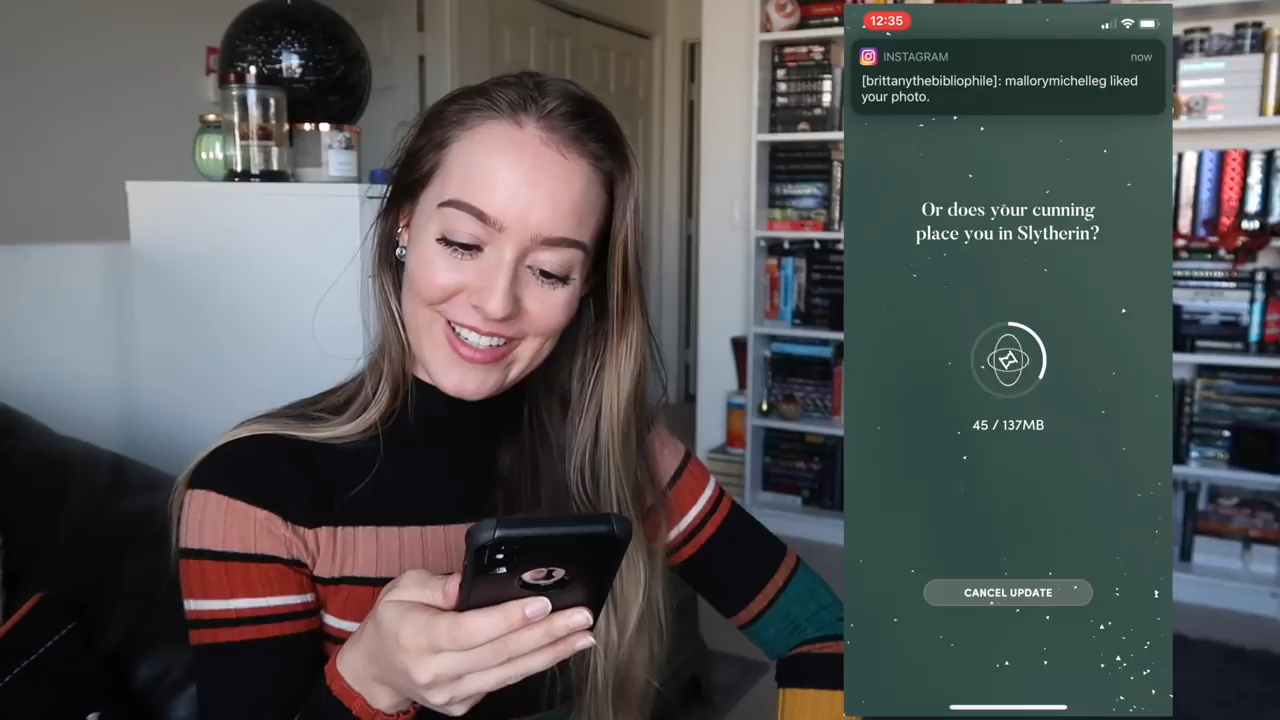 12:35
INSTAGRAM
now
[brittanythebibliophile]: mallorymichelleg liked
your photo.
Or does your cunning
place you in Slytherin?
45 / 137MB
CANCEL UPDATE